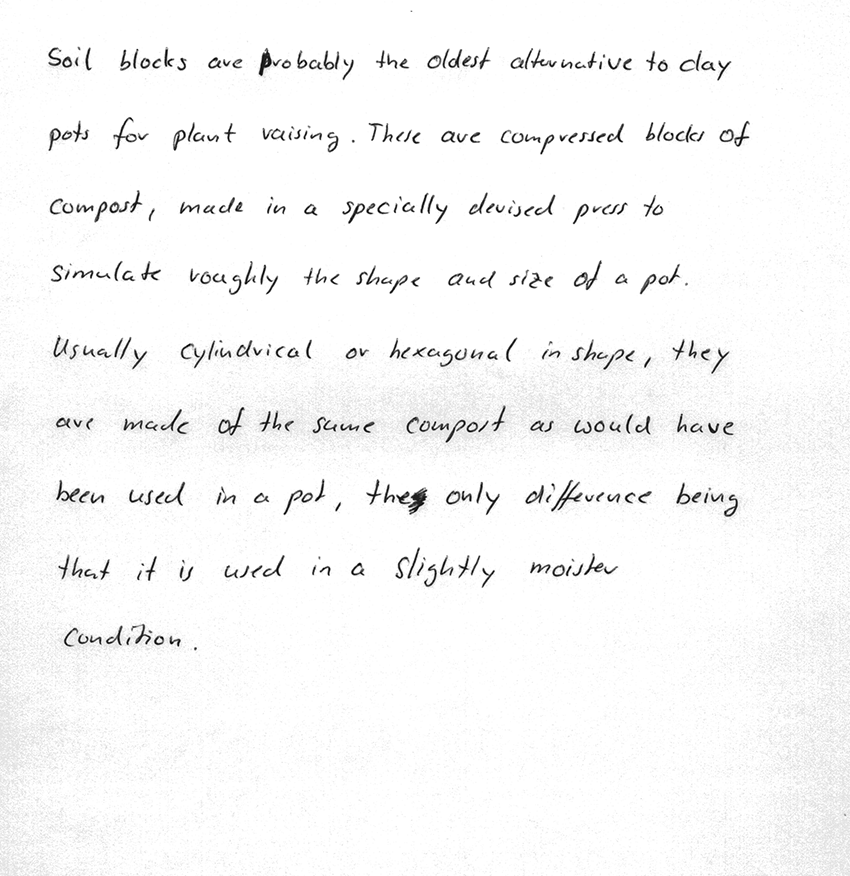 Soil blocks are probably the oldest alternative to clay
pots for plant raising. These are compressed blocks of
compost, made in a specially devised press to
simulate roughly the shape and size of a pot.
Usually cylindrical or hexagonal in shape, they
are made of the same compost as would have
been used in a pot, the only difference being
that it is used in a slightly moister
condition.